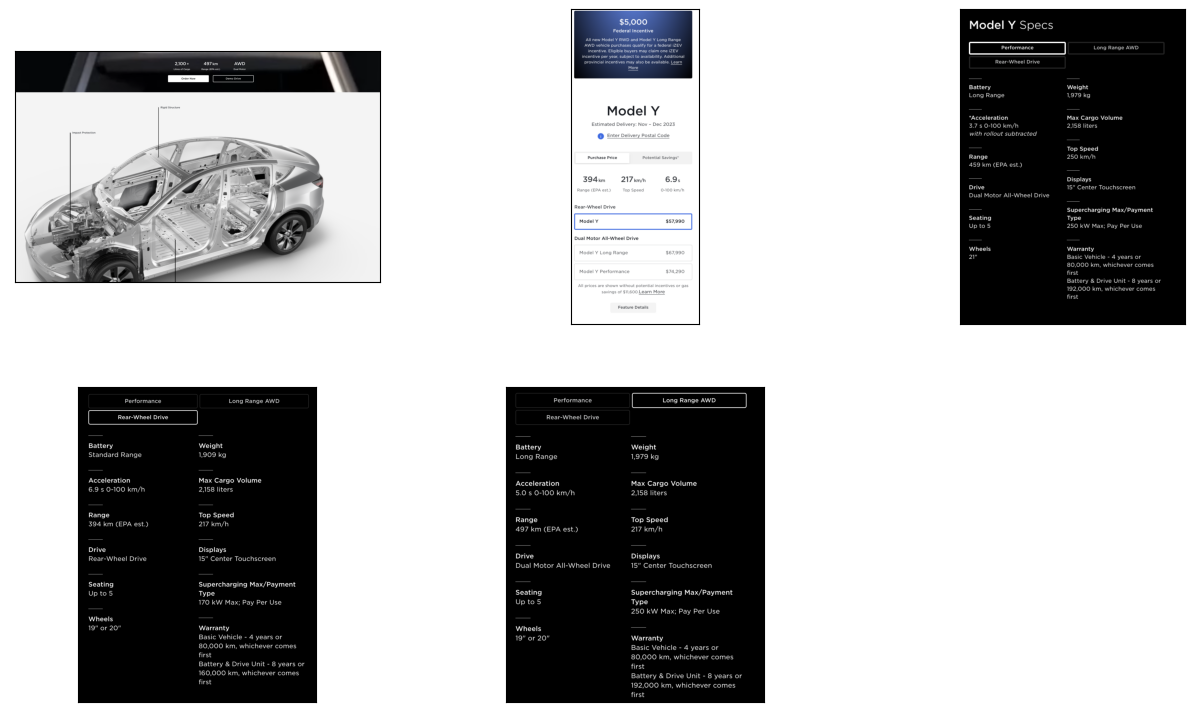 2,100 L
497 km
AWD
Order Now
Demo Drive
Rigid Structure
Impact Protection
$5,000
Federal Incentive
All new Model Y RWD and Model Y Long Range
AWD vehicle purchases qualify for a federal iZEV
incentive. Eligible buyers may claim one iZEV
incentive per year, subject to availability. Additional
provincial incentives may also be available. Learn
More
Model Y
Estimated Delivery: Nov – Dec 2023
Enter Delivery Postal Code
Purchase Price
Potential Savings*
394km
217km/h
6.9s
Range (EPA est.)
Top Speed
0-100 km/h
Rear-Wheel Drive
Model Y $57,990
Dual Motor All-Wheel Drive
Model Y Long Range $67,990
Model Y Performance $74,290
All prices are shown without potential incentives or gas
savings of $11,600 Learn More
Feature Details
Model Y Specs
Performance
Long Range AWD
Rear-Wheel Drive
Battery
Long Range
*Acceleration
3.7 s 0-100 km/h
with rollout subtracted
Range
459 km (EPA est.)
Drive
Dual Motor All-Wheel Drive
Seating
Up to 5
Wheels
21"
Weight
1,979 kg
Max Cargo Volume
2,158 liters
Top Speed
250 km/h
Displays
15" Center Touchscreen
Supercharging Max/Payment
Type
250 kW Max; Pay Per Use
Warranty
Basic Vehicle - 4 years or
80,000 km, whichever comes
first
Battery & Drive Unit - 8 years or
192,000 km, whichever comes
first
Performance
Long Range AWD
Rear-Wheel Drive
Battery
Standard Range
Acceleration
6.9 s 0-100 km/h
Range
394 km (EPA est.)
Drive
Rear-Wheel Drive
Seating
Up to 5
Wheels
19" or 20"
Weight
1,909 kg
Max Cargo Volume
2,158 liters
Top Speed
217 km/h
Displays
15" Center Touchscreen
Supercharging Max/Payment
Type
170 kW Max; Pay Per Use
Warranty
Basic Vehicle - 4 years or
80,000 km, whichever comes
first
Battery & Drive Unit - 8 years or
160,000 km, whichever comes
first
Performance
Long Range AWD
Rear-Wheel Drive
Battery
Long Range
Acceleration
5.0 s 0-100 km/h
Range
497 km (EPA est.)
Drive
Dual Motor All-Wheel Drive
Seating
Up to 5
Wheels
19" or 20"
Weight
1,979 kg
Max Cargo Volume
2,158 liters
Top Speed
217 km/h
Displays
15" Center Touchscreen
Supercharging Max/Payment
Type
250 kW Max; Pay Per Use
Warranty
Basic Vehicle - 4 years or
80,000 km, whichever comes
first
Battery & Drive Unit - 8 years or
192,000 km, whichever comes
first